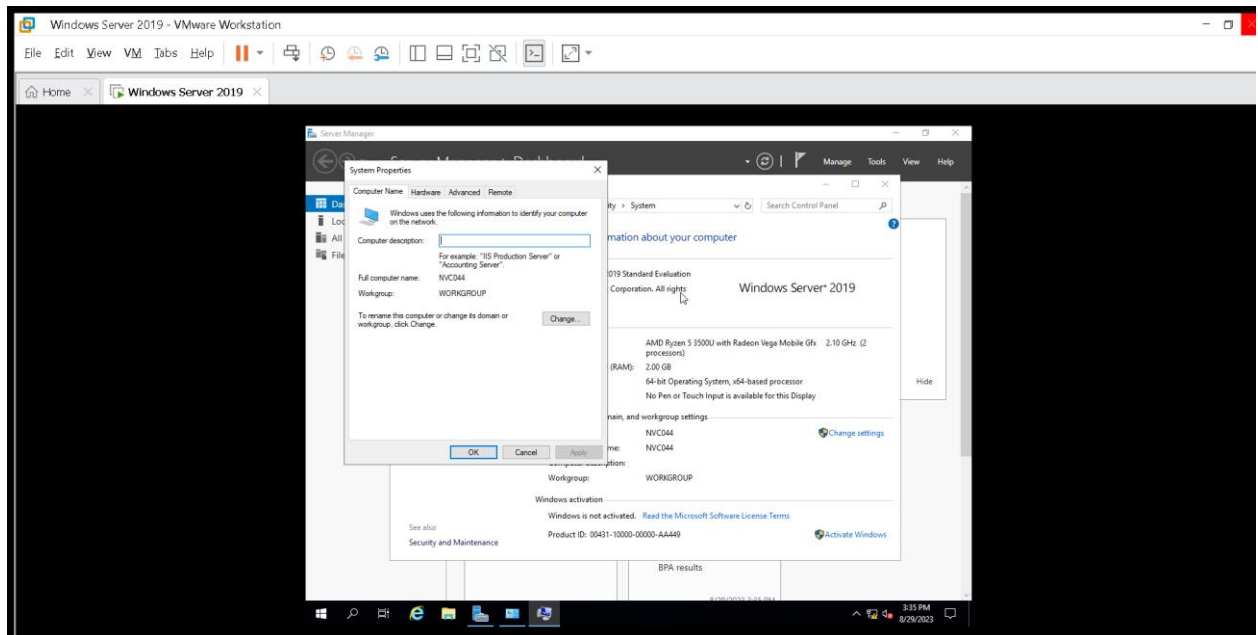 Windows Server 2019 - VMware Workstation
File Edit View VM Tabs Help
Home Windows Server 2019
Server Manager
Manage Tools View Help
System Properties
Computer Name Hardware Advanced Remote
Windows uses the following information to identify your computer
on the network.
Computer description:
For example: "IIS Production Server" or
"Accounting Server".
Full computer name: NVC044
Workgroup: WORKGROUP
To rename this computer or change its domain or
workgroup, click Change.
Change...
OK Cancel Apply
System Search Control Panel
about your computer
2019 Standard Evaluation
Corporation. All rights
Windows Server® 2019
AMD Ryzen 5 3500U with Radeon Vega Mobile Gfx 2.10 GHz (2
processors)
(RAM): 2.00 GB
64-bit Operating System, x64-based processor
No Pen or Touch Input is available for this Display
and workgroup settings
NVC044 Change settings
NVC044
Workgroup: WORKGROUP
Windows activation
Windows is not activated. Read the Microsoft Software License Terms
Product ID: 00431-10000-00000-AA449 Activate Windows
See also
Security and Maintenance
Hide
BPA results
3:35 PM
8/29/2023